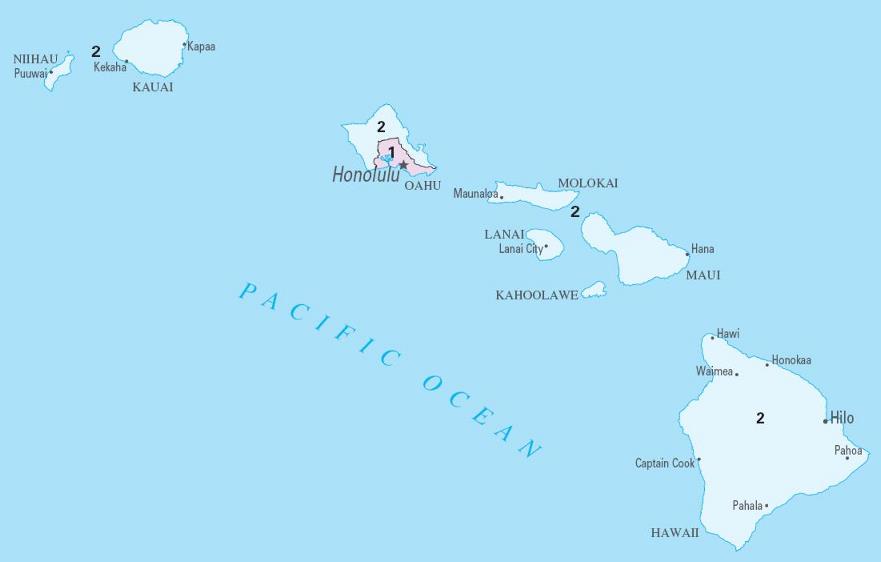 NIIHAU
Puuwai
2
Kekaha
Kapaa
KAUAI
2
1
Honolulu
OAHU
Maunaloa
MOLOKAI
2
LANAI
Lanai City
Hana
MAUI
KAHOOLAWE
PACIFIC OCEAN
Hawi
Waimea
Honokaa
2
Hilo
Captain Cook
Pahoa
Pahala
HAWAII